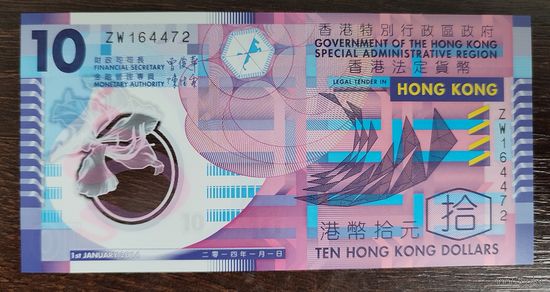 10
ZW164472
財政司司長
FINANCIAL SECRETARY
金融管理專員
MONETARY AUTHORITY
香港特別行政區政府
GOVERNMENT OF THE HONG KONG
SPECIAL ADMINISTRATIVE REGION
香港法定貨幣
LEGAL TENDER IN
HONG KONG
ZW164472
10
拾
港幣拾元
1st JANUARY 2014
二零一四年一月一日
TEN HONG KONG DOLLARS